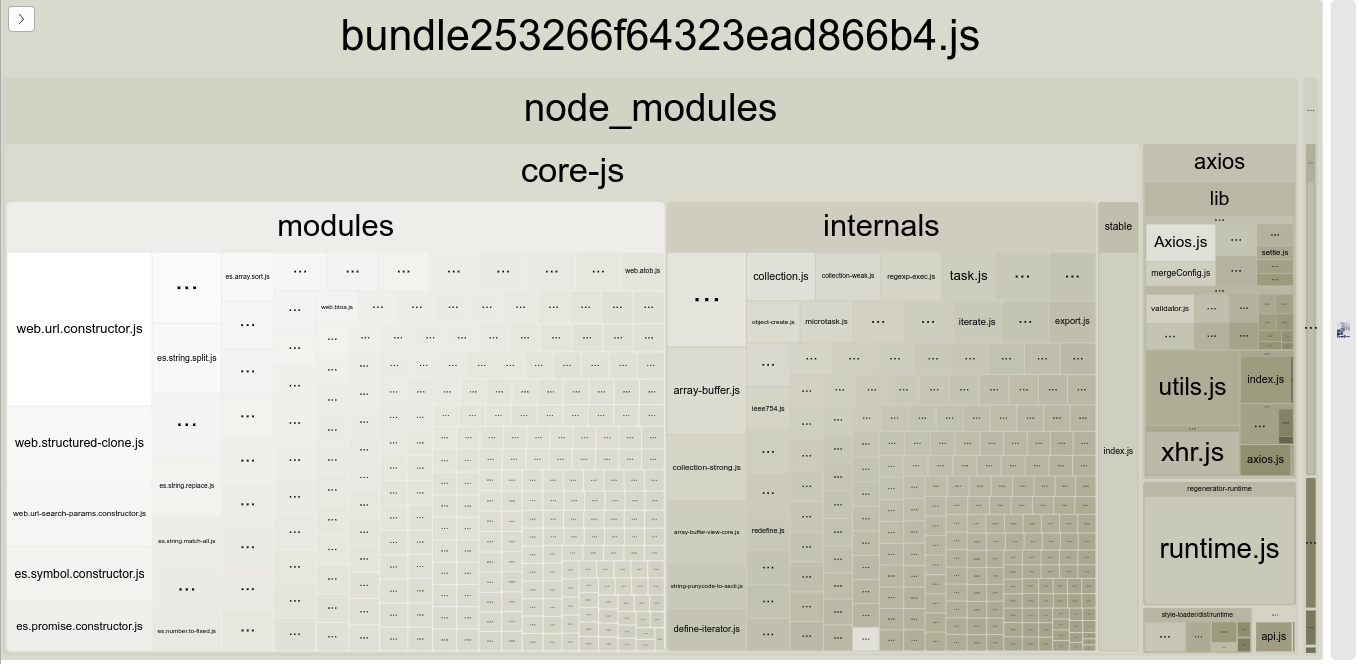 bundle253266f64323ead866b4.js
node_modules
core-js
axios
lib
modules
internals
stable
...
web.url.constructor.js
web.structured-clone.js
web.url-search-params.constructor.js
es.symbol.constructor.js
es.promise.constructor.js
...
es.string.split.js
...
es.string.replace.js
es.string.match-all.js
...
es.number.to-fixed.js
es.array.sort.js
web.atob.js
web.btoa.js
...
array-buffer.js
collection-strong.js
array-buffer-view-core.js
string-punycode-to-ascii.js
define-iterator.js
collection.js
collection-weak.js
regexp-exec.js
task.js
object-create.js
microtask.js
iterate.js
export.js
ieee754.js
redefine.js
index.js
Axios.js
mergeConfig.js
settle.js
validator.js
utils.js
index.js
xhr.js
axios.js
regenerator-runtime
runtime.js
style-loader/dist/runtime
api.js